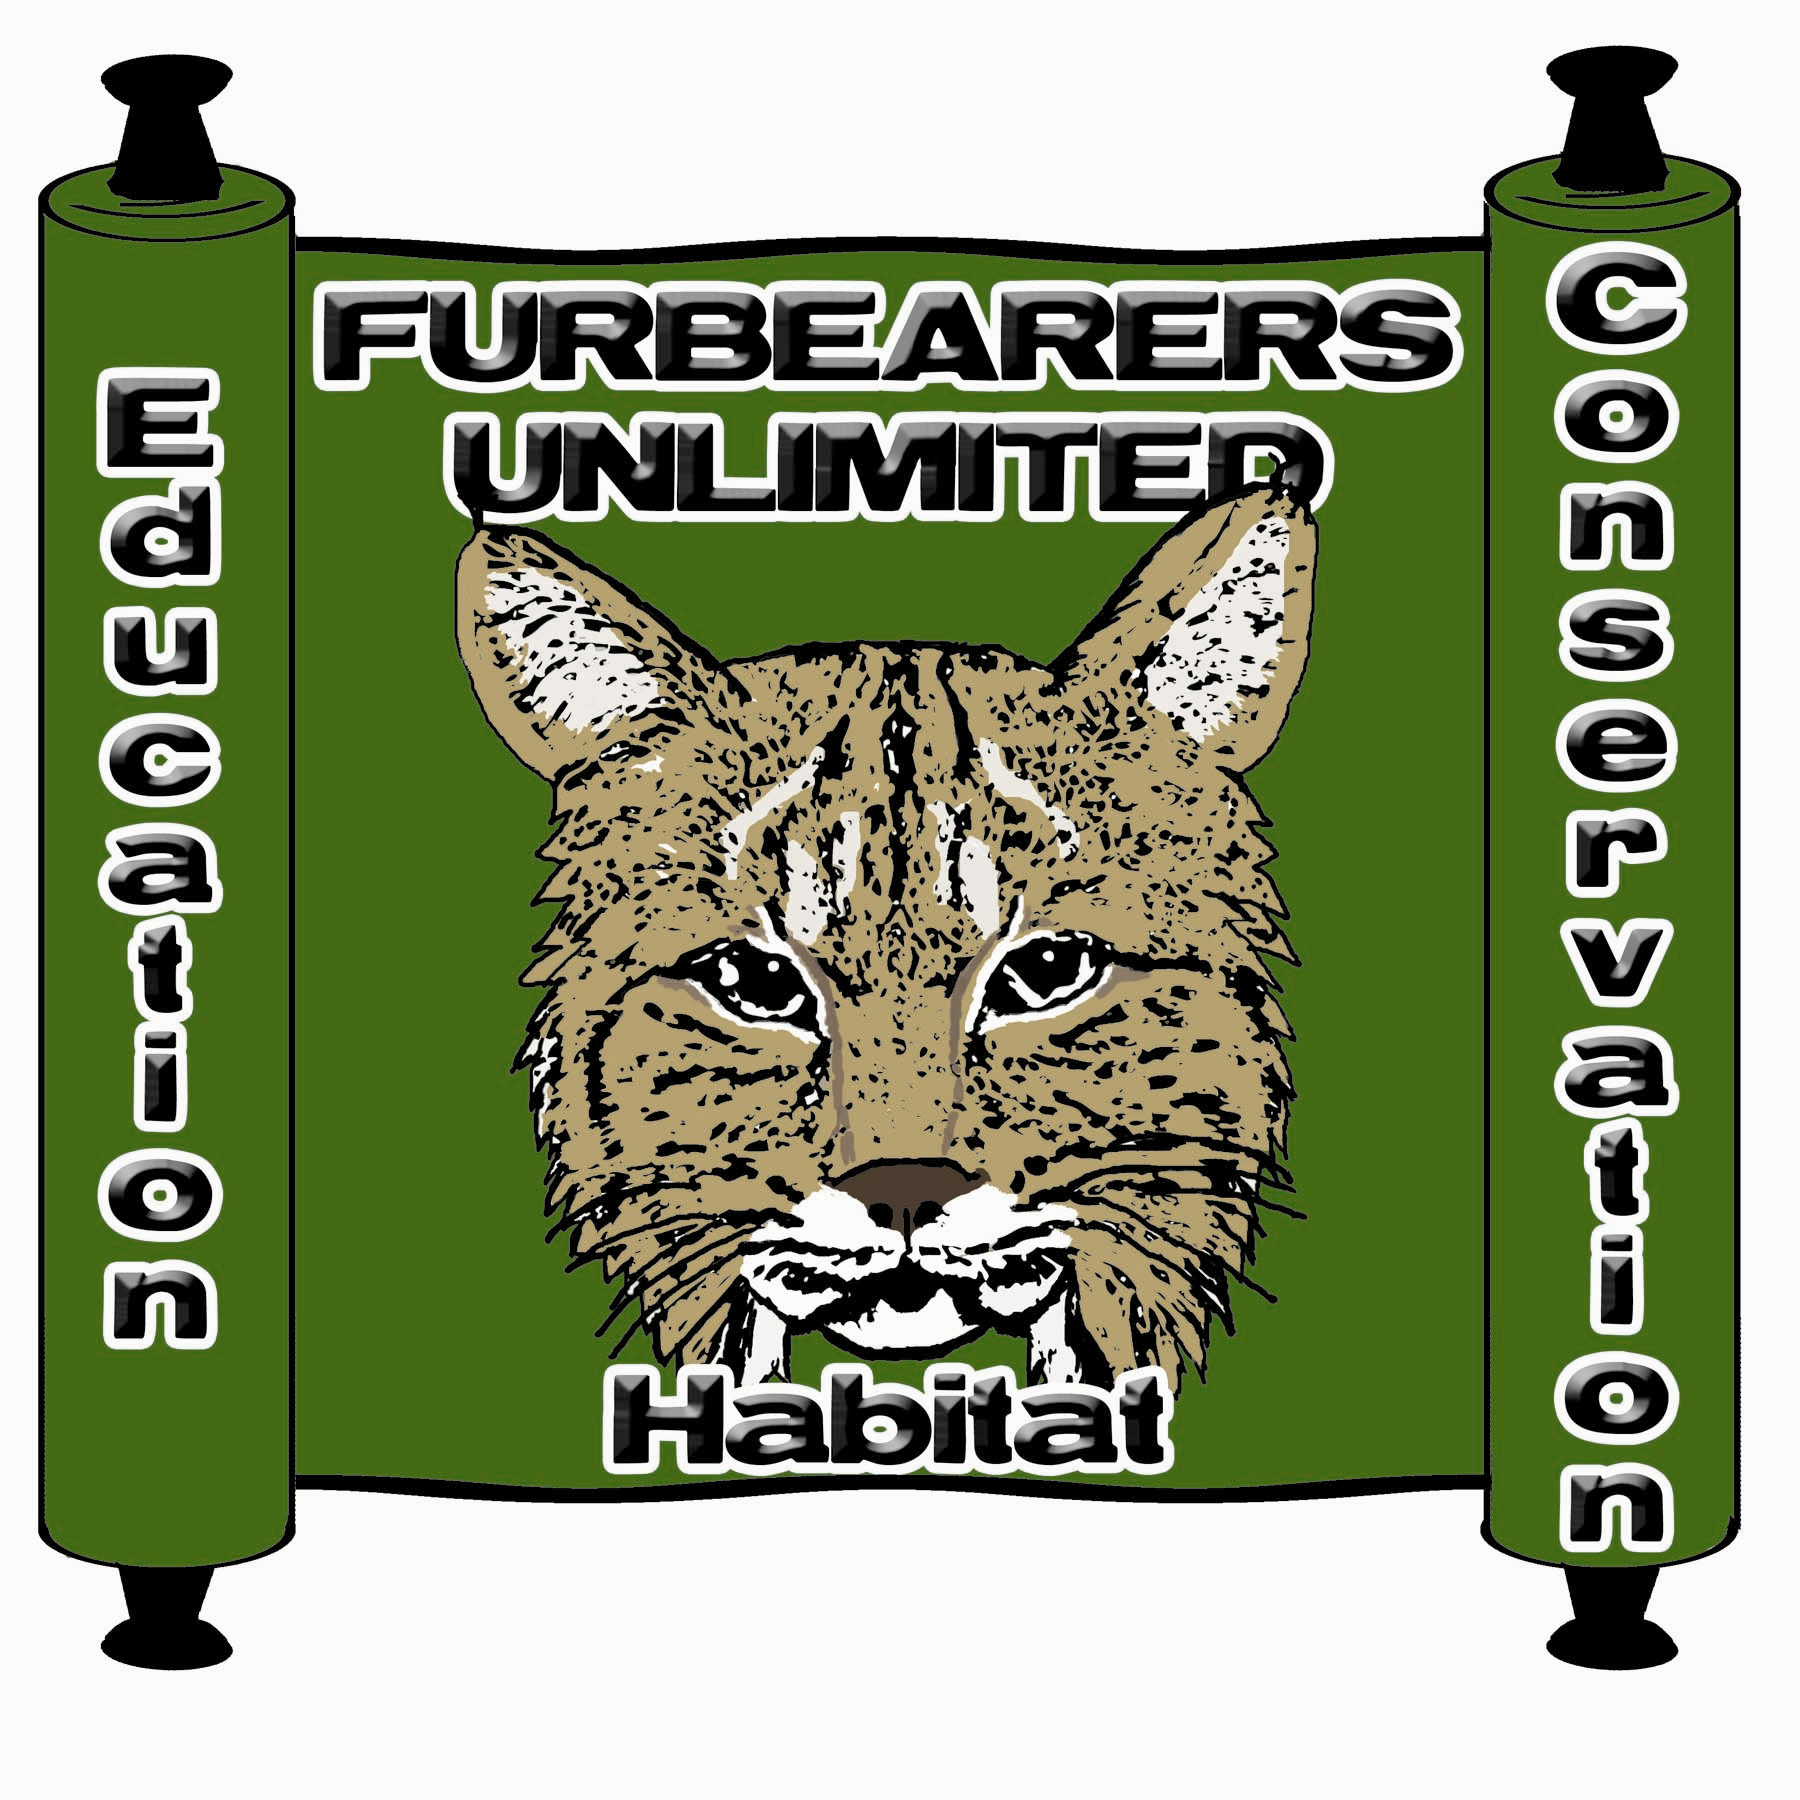 FURBEARERS
UNLIMITED
Education
Conservation
Habitat